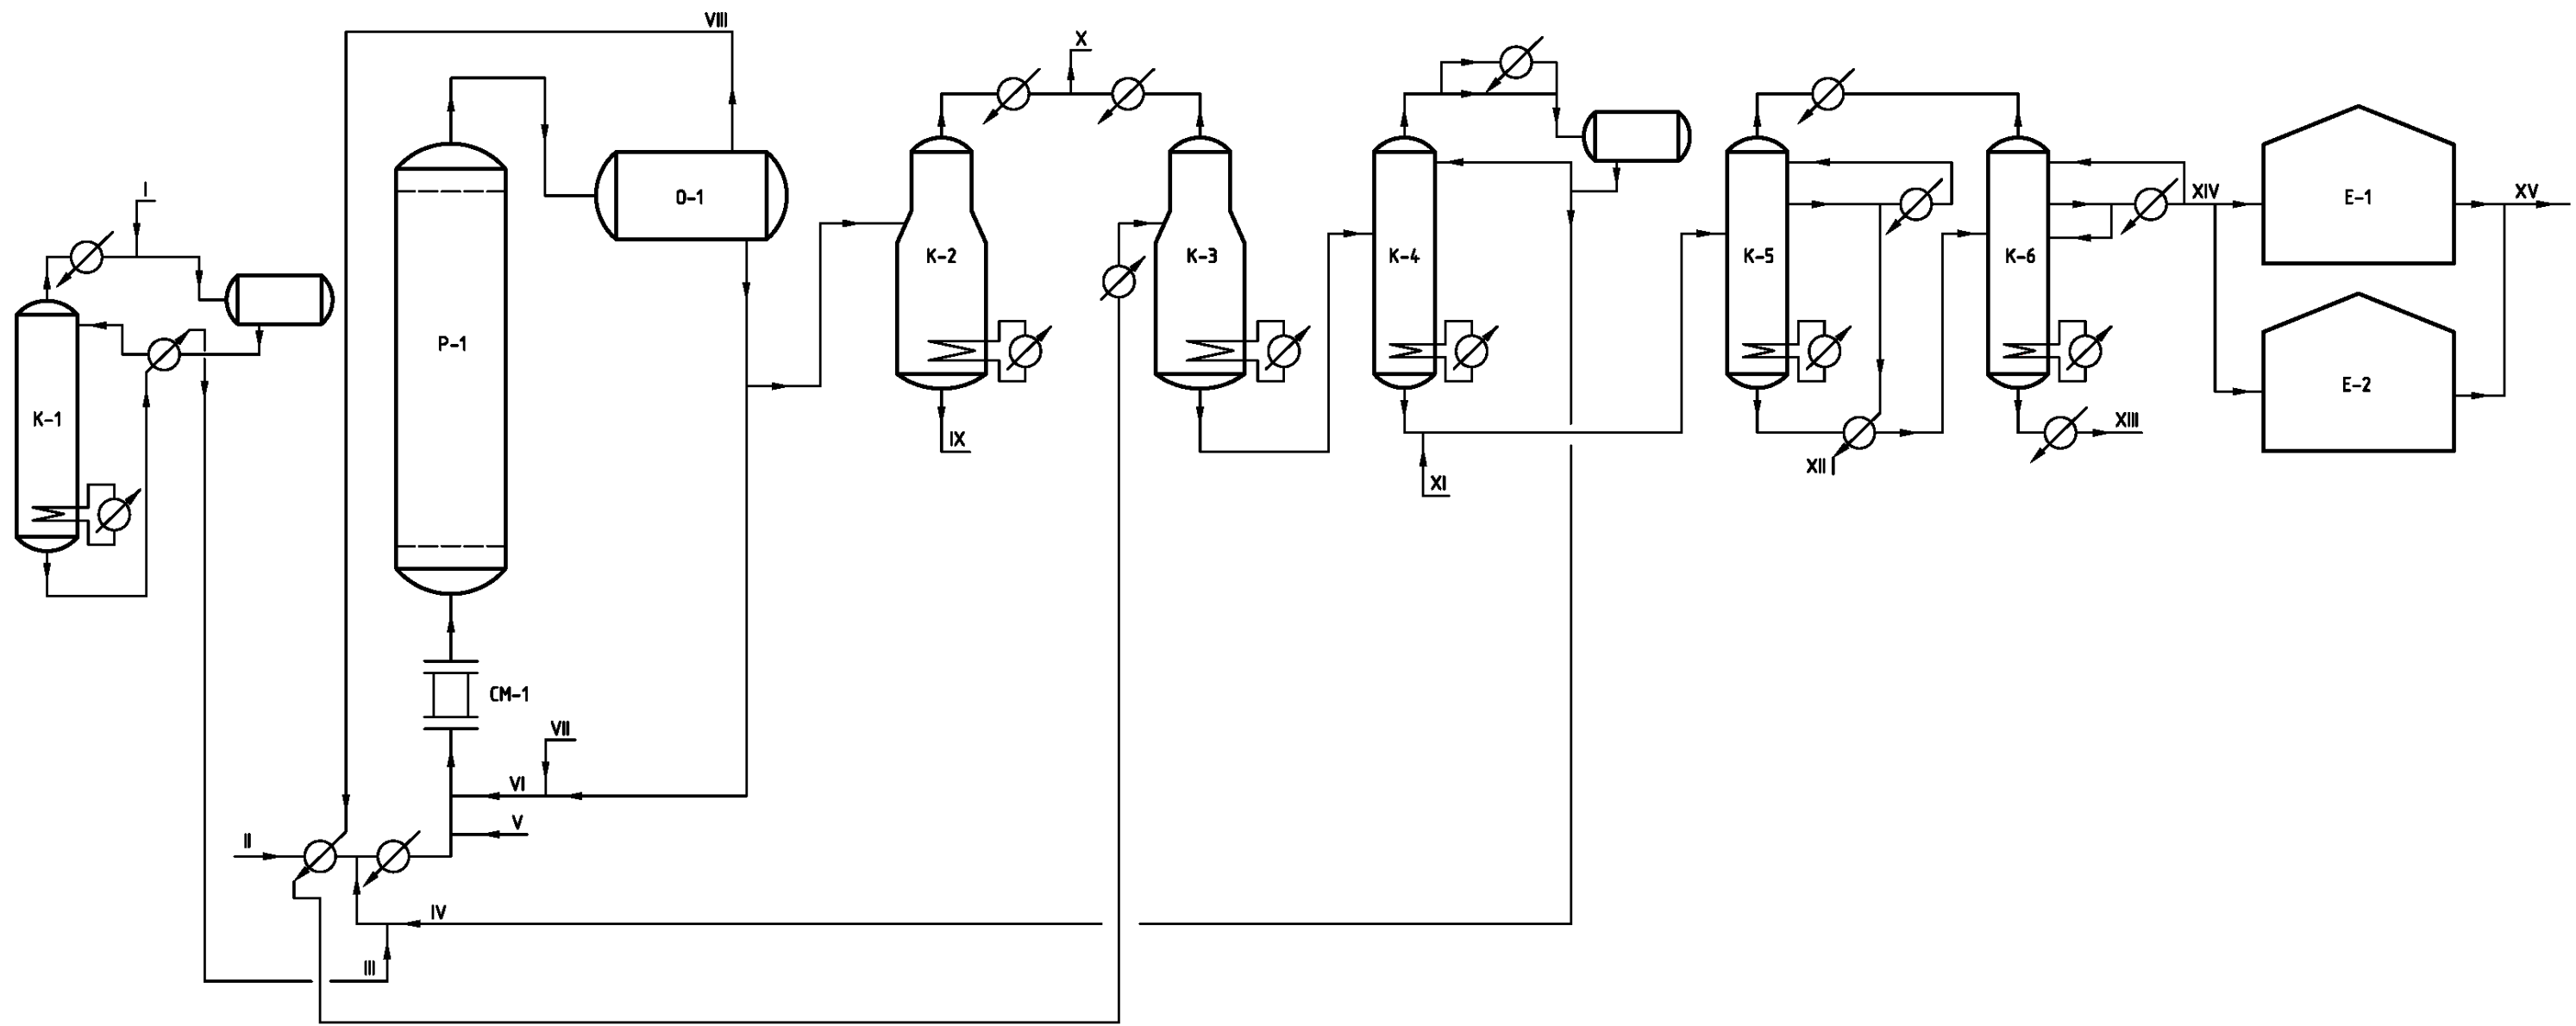 VIII
X
I
O-1
XIV
E-1
XV
K-2
K-3
K-4
K-5
K-6
P-1
E-2
K-1
IX
XIII
XII
XI
CM-1
VII
VI
V
II
IV
III